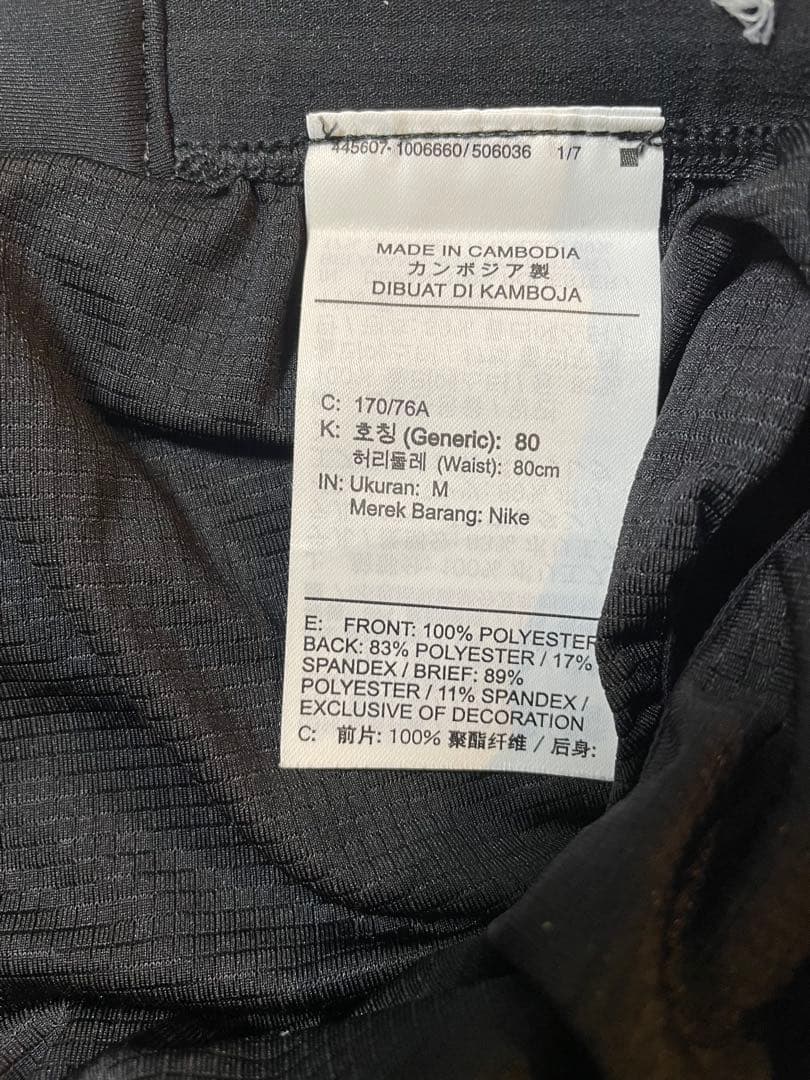 445607-1006660/506036 1/7
MADE IN CAMBODIA
カンボジア製
DIBUAT DI KAMBOJA
C: 170/76A
K: 호칭 (Generic): 80
허리둘레 (Waist): 80cm
IN: Ukuran: M
Merek Barang: Nike
E: FRONT: 100% POLYESTER
BACK: 83% POLYESTER / 17%
SPANDEX / BRIEF: 89%
POLYESTER / 11% SPANDEX /
EXCLUSIVE OF DECORATION
C: 前片: 100% 聚酯纤维 / 后身: